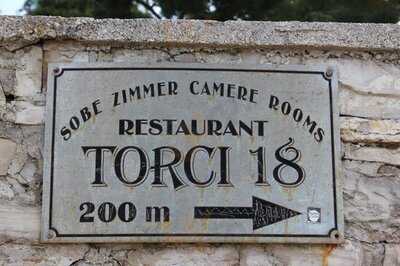 SOBE ZIMMER CAMERE ROOMS
RESTAURANT
TORCI 18
200 m